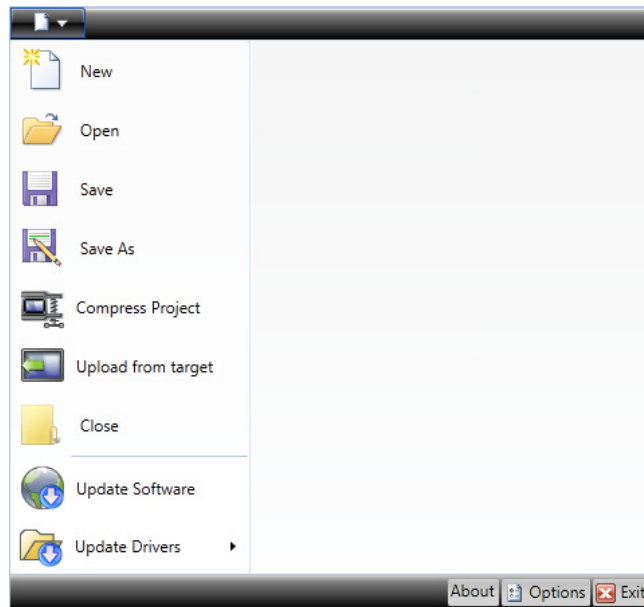 New
Open
Save
Save As
Compress Project
Upload from target
Close
Update Software
Update Drivers
About Options Exit